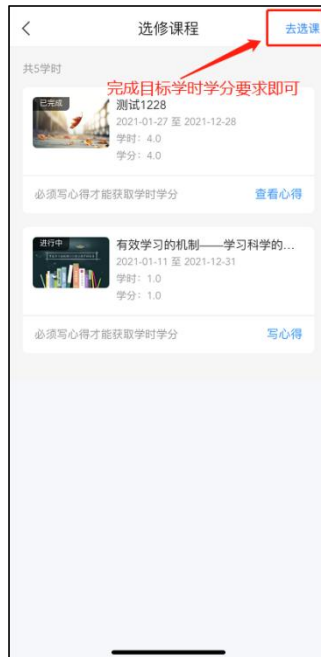 选修课程
去选课
共5学时
完成目标学时学分要求即可
已完成
测试1228
2021-01-27 至 2021-12-28
学时：4.0
学分：4.0
必须写心得才能获取学时学分
查看心得
进行中
有效学习的机制——学习科学的...
2021-01-11 至 2021-12-31
学时：1.0
学分：1.0
必须写心得才能获取学时学分
写心得